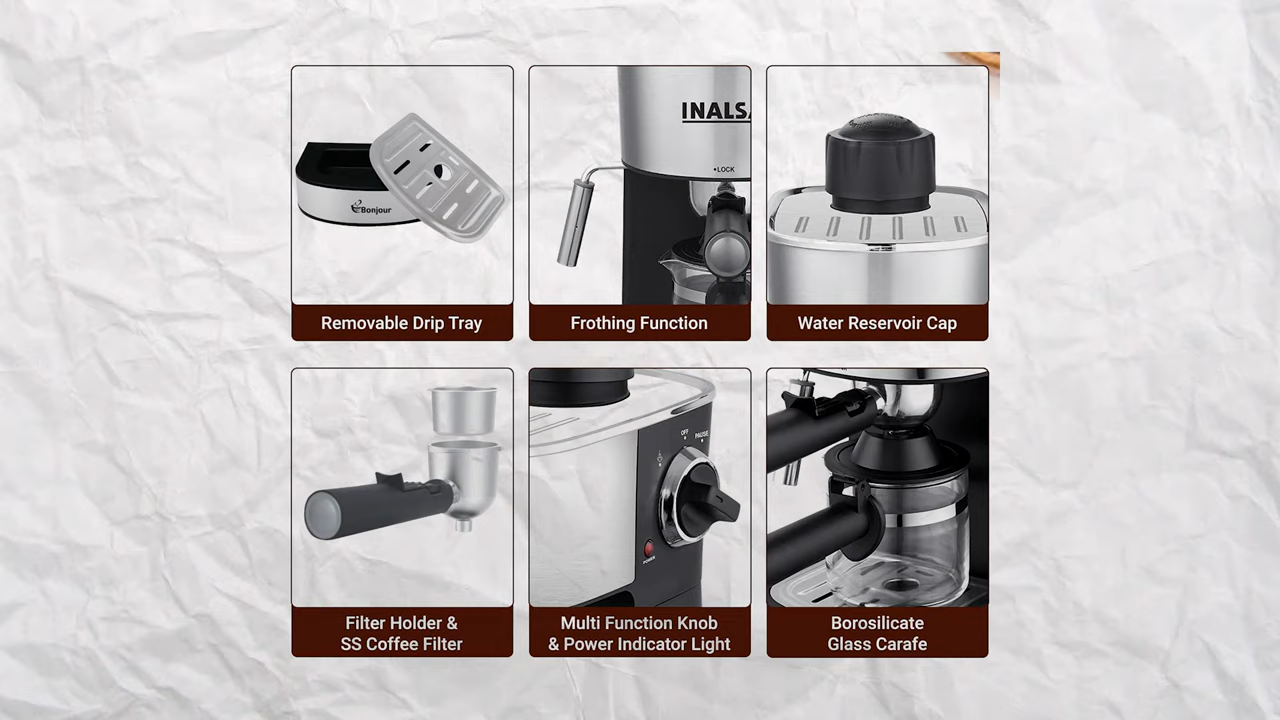 Bonjour
INALSA
•LOCK
Removable Drip Tray
Frothing Function
Water Reservoir Cap
OFF
PAUSE
POWER
Filter Holder &
SS Coffee Filter
Multi Function Knob
& Power Indicator Light
Borosilicate
Glass Carafe